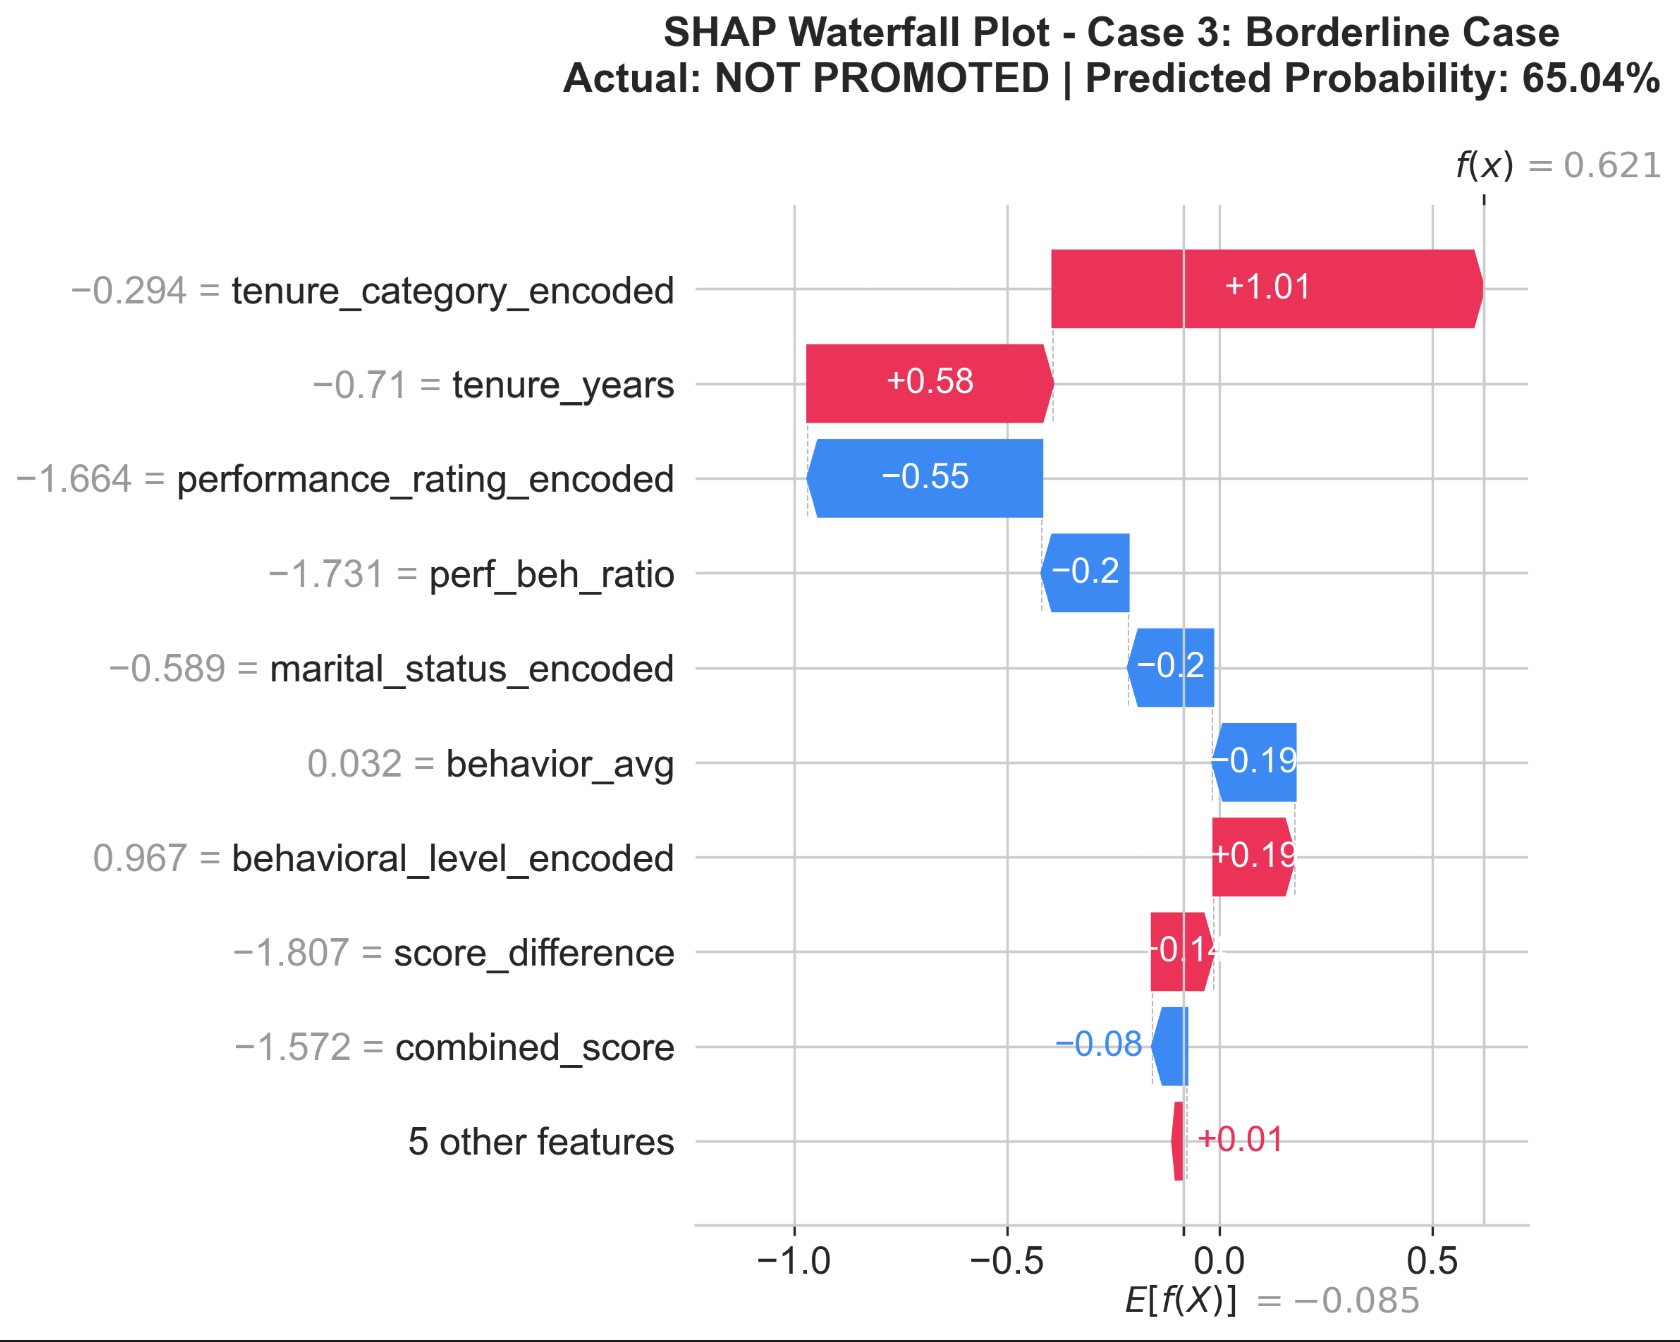 SHAP Waterfall Plot - Case 3: Borderline Case
Actual: NOT PROMOTED | Predicted Probability: 65.04%
f(x) = 0.621
−0.294 = tenure_category_encoded
+1.01
−0.71 = tenure_years
+0.58
−1.664 = performance_rating_encoded
−0.55
−1.731 = perf_beh_ratio
−0.2
−0.589 = marital_status_encoded
−0.2
0.032 = behavior_avg
−0.19
0.967 = behavioral_level_encoded
+0.19
−1.807 = score_difference
+0.14
−1.572 = combined_score
−0.08
5 other features
+0.01
−1.0 −0.5 0.0 0.5
E[f(X)] = −0.085